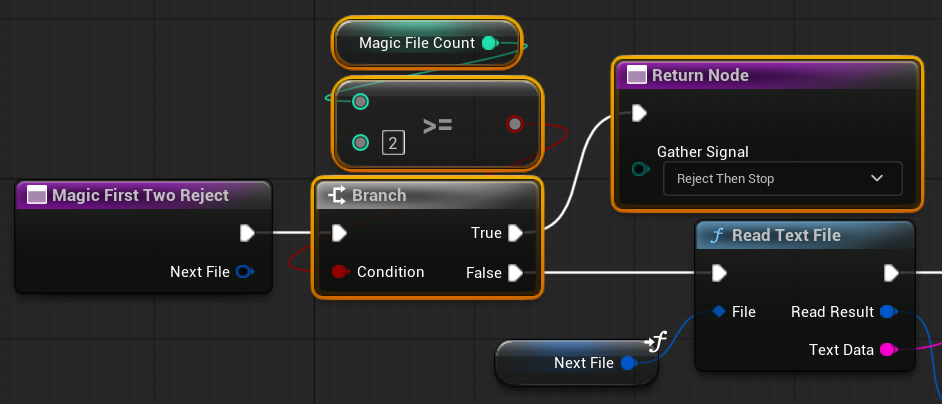 Magic File Count
>=
2
Return Node
Gather Signal
Reject Then Stop
Magic First Two Reject
Next File
Branch
True
Condition
False
Read Text File
File
Read Result
Text Data
Next File